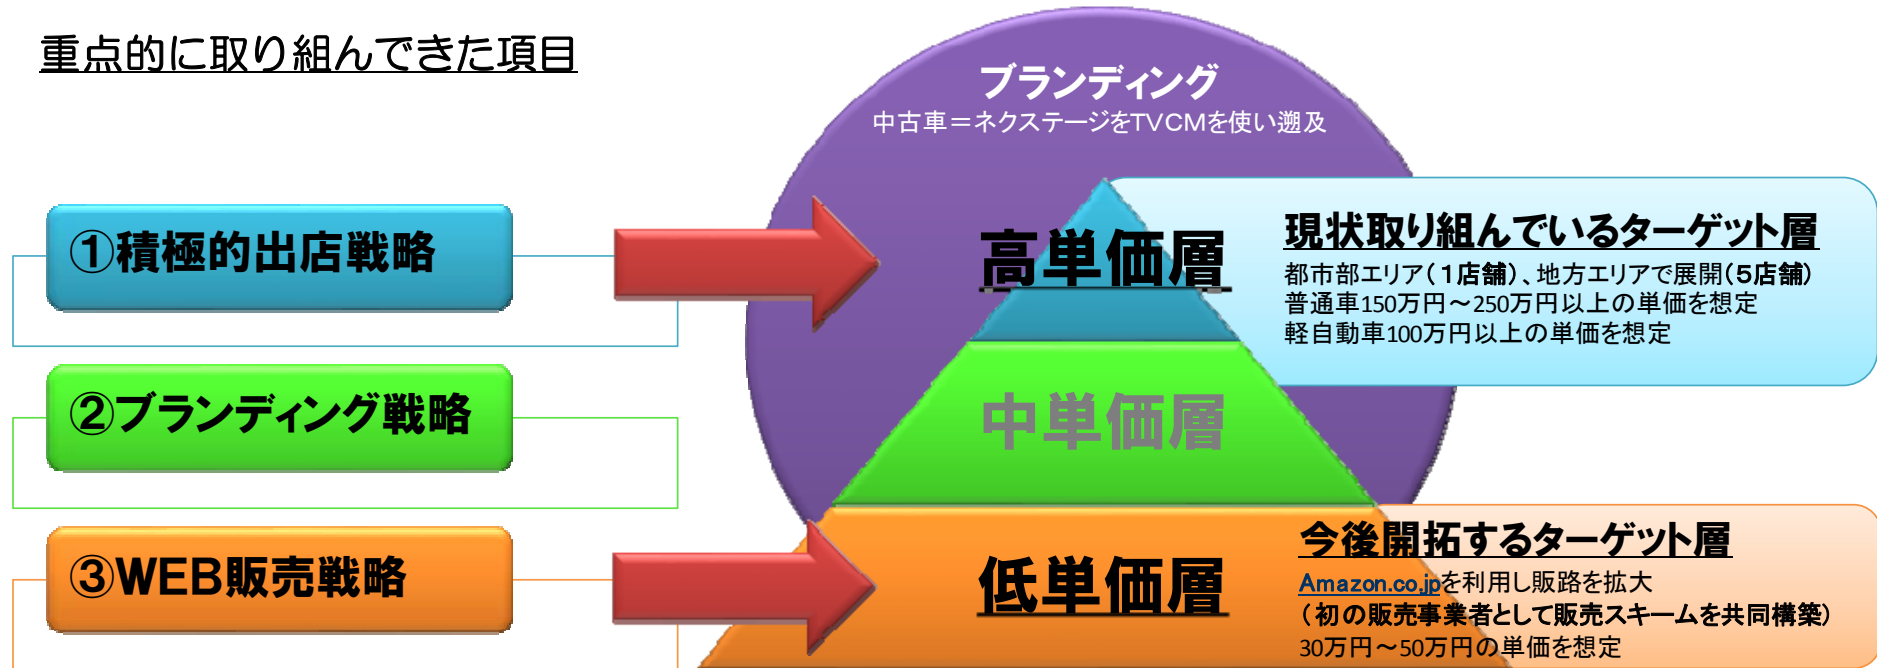 重点的に取り組んできた項目
ブランディング
中古車＝ネクステージをTVCMを使い遡及
①積極的出店戦略
高単価層
現状取り組んでいるターゲット層
都市部エリア(１店舗)、地方エリアで展開(５店舗)
普通車150万円～250万円以上の単価を想定
軽自動車100万円以上の単価を想定
②ブランディング戦略
中単価層
③WEB販売戦略
低単価層
今後開拓するターゲット層
Amazon.co.jpを利用し販路を拡大
（初の販売事業者として販売スキームを共同構築）
30万円～50万円の単価を想定